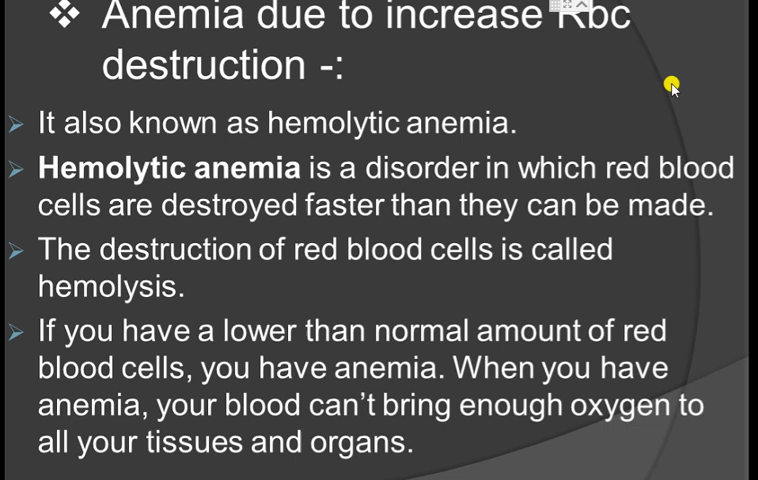 Anemia due to increase Rbc
destruction -:
It also known as hemolytic anemia.
Hemolytic anemia is a disorder in which red blood
cells are destroyed faster than they can be made.
The destruction of red blood cells is called
hemolysis.
If you have a lower than normal amount of red
blood cells, you have anemia. When you have
anemia, your blood can’t bring enough oxygen to
all your tissues and organs.